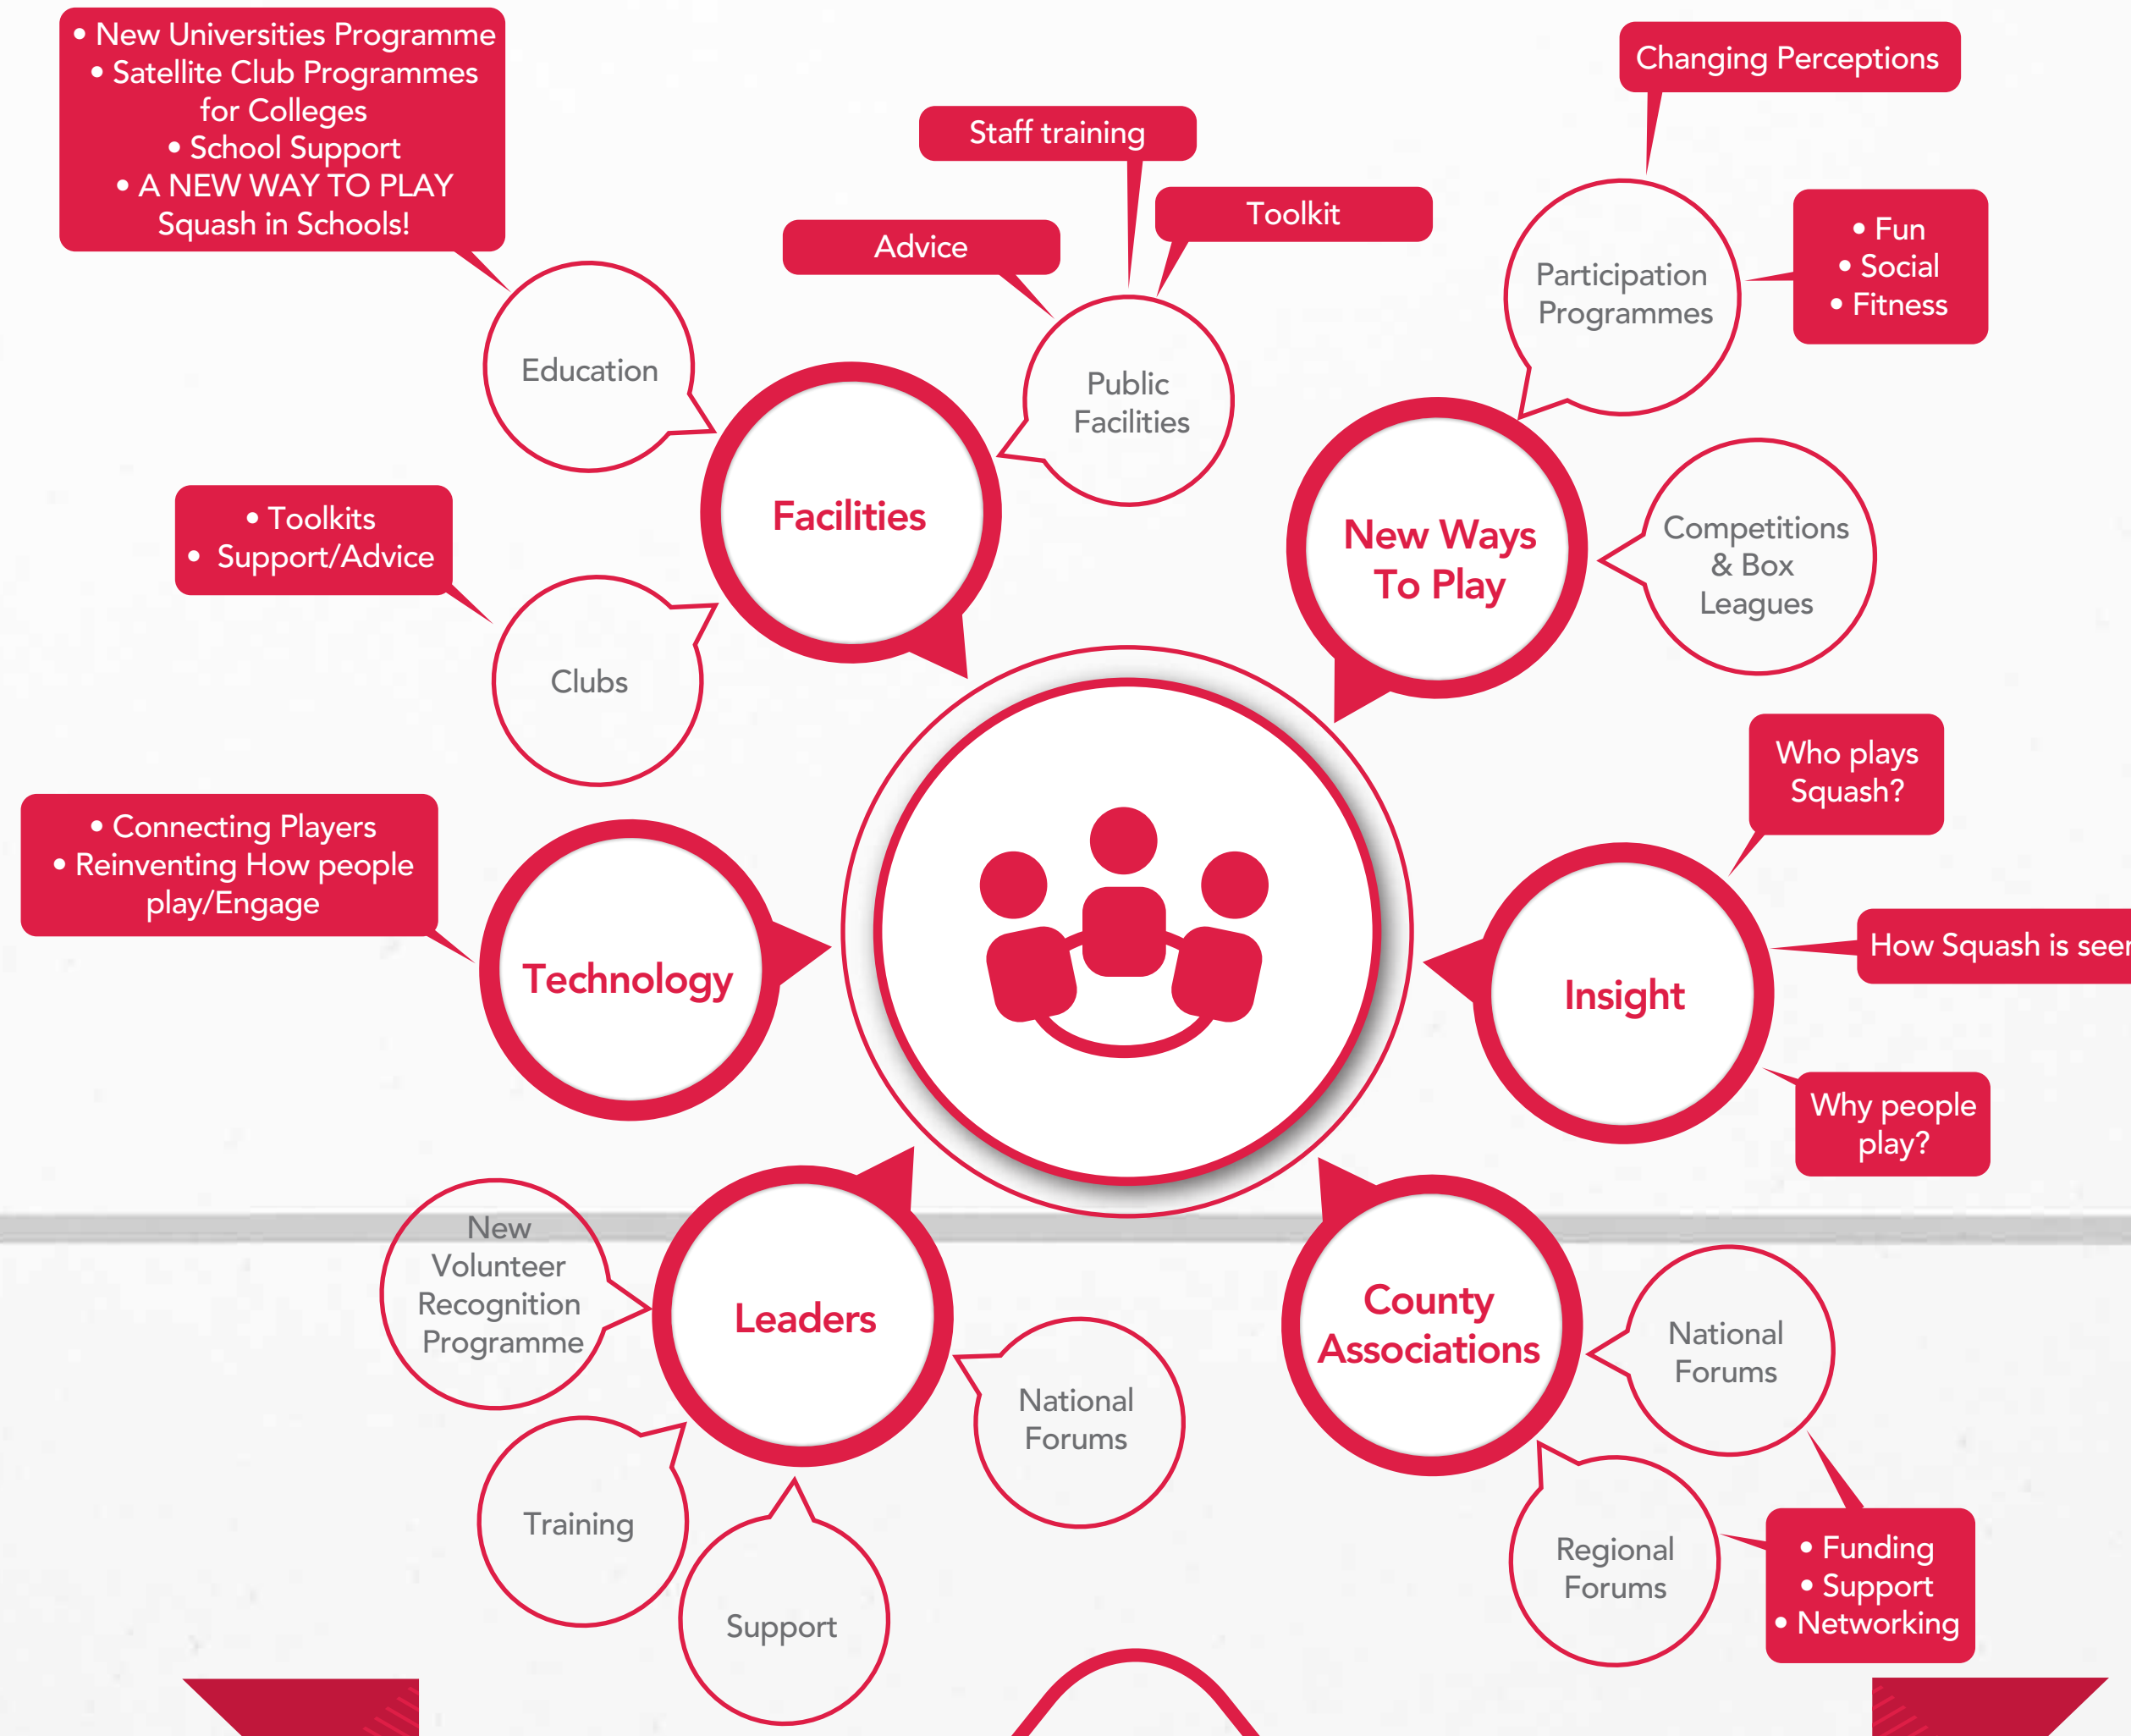 • New Universities Programme
• Satellite Club Programmes
for Colleges
• School Support
• A NEW WAY TO PLAY
Squash in Schools!
Education
Staff training
Advice
Toolkit
Public
Facilities
Facilities
• Toolkits
• Support/Advice
Clubs
Changing Perceptions
Participation
Programmes
• Fun
• Social
• Fitness
New Ways
To Play
Competitions
& Box
Leagues
• Connecting Players
• Reinventing How people
play/Engage
Technology
Who plays
Squash?
How Squash is seen
Insight
Why people
play?
New
Volunteer
Recognition
Programme
Leaders
National
Forums
Training
Support
County
Associations
National
Forums
Regional
Forums
• Funding
• Support
• Networking